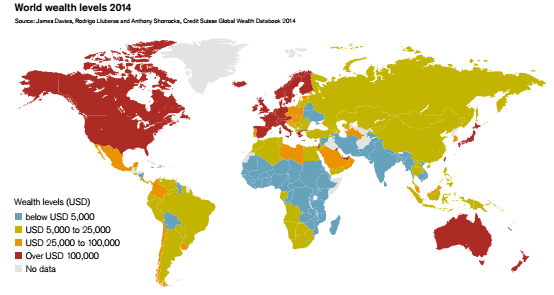 World wealth levels 2014
Source: James Davies, Rodrigo Lluberas and Anthony Shorrocks, Credit Suisse Global Wealth Databook 2014
Wealth levels (USD)
below USD 5,000
USD 5,000 to 25,000
USD 25,000 to 100,000
Over USD 100,000
No data